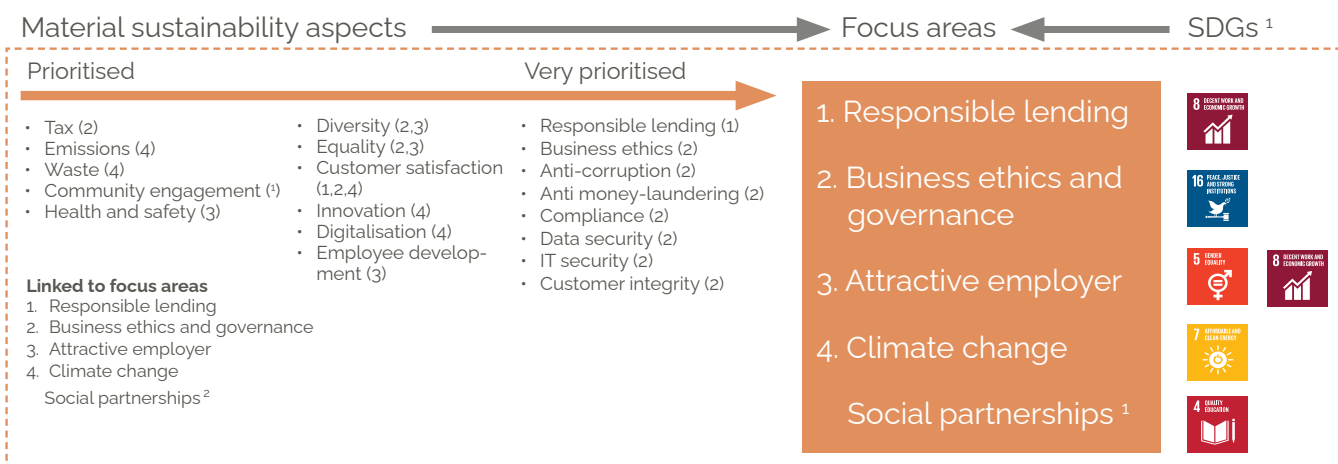 Material sustainability aspects
Focus areas
SDGs ¹
Prioritised
Very prioritised
• Tax (2)
• Emissions (4)
• Waste (4)
• Community engagement (¹)
• Health and safety (3)
• Diversity (2,3)
• Equality (2,3)
• Customer satisfaction
(1,2,4)
• Innovation (4)
• Digitalisation (4)
• Employee develop-
ment (3)
• Responsible lending (1)
• Business ethics (2)
• Anti-corruption (2)
• Anti money-laundering (2)
• Compliance (2)
• Data security (2)
• IT security (2)
• Customer integrity (2)
Linked to focus areas
1. Responsible lending
2. Business ethics and governance
3. Attractive employer
4. Climate change
Social partnerships ²
1. Responsible lending
2. Business ethics and
governance
3. Attractive employer
4. Climate change
Social partnerships ¹
8 DECENT WORK AND
ECONOMIC GROWTH
16 PEACE, JUSTICE
AND STRONG
INSTITUTIONS
5 GENDER
EQUALITY
8 DECENT WORK AND
ECONOMIC GROWTH
7 AFFORDABLE AND
CLEAN ENERGY
4 QUALITY
EDUCATION